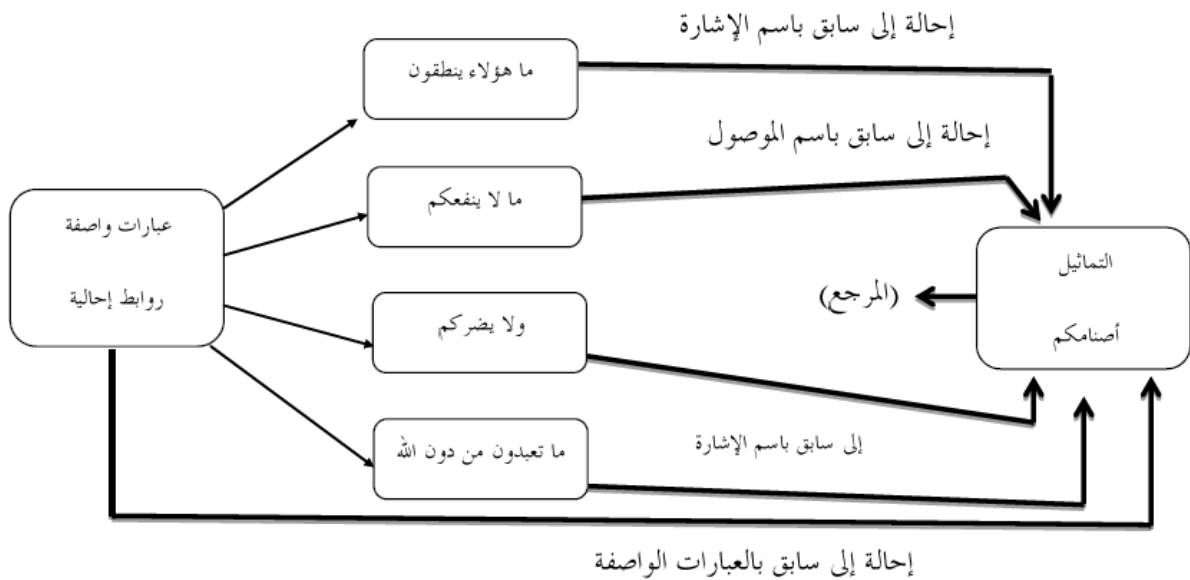 إحالة إلى سابق باسم الإشارة
ما هؤلاء ينطقون
إحالة إلى سابق باسم الموصول
ما لا ينفعكم
عبارات واصفة
روابط إحالية
التماثيل
أصنامكم
(المرجع)
ولا يضركم
إلى سابق باسم الإشارة
ما تعبدون من دون الله
إحالة إلى سابق بالعبارات الواصفة